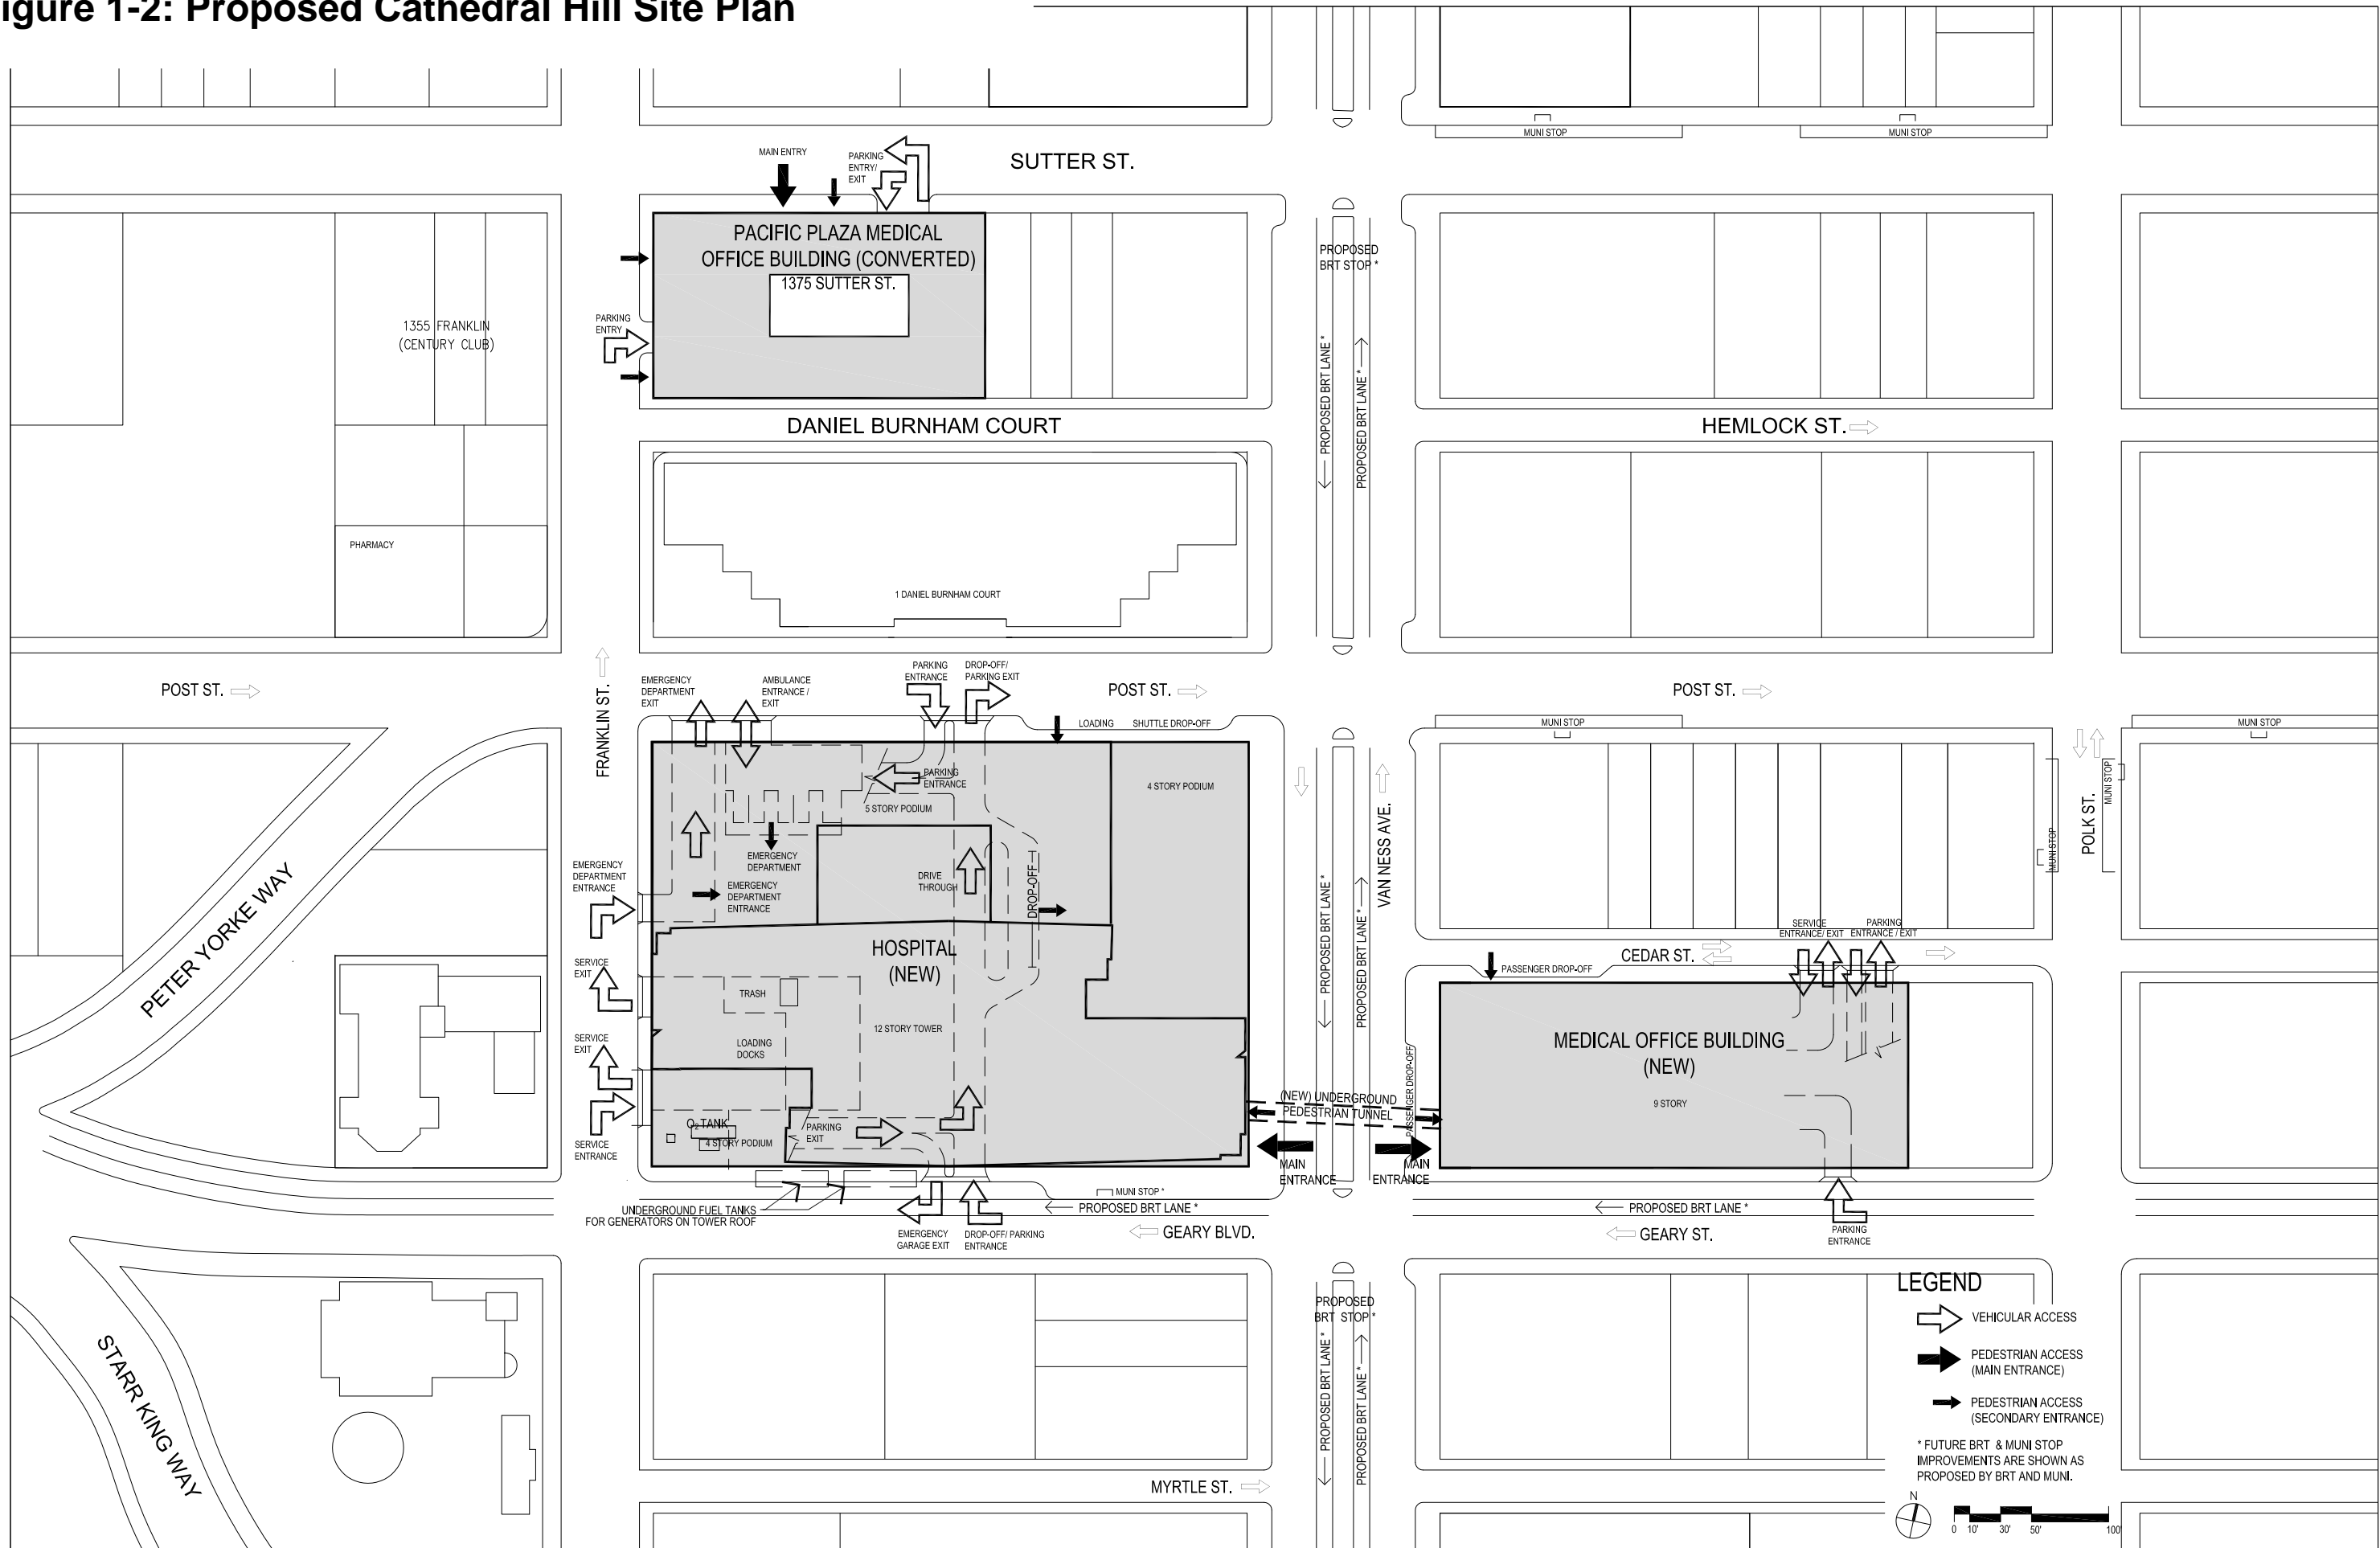 igure 1-2: Proposed Cathedral Hill Site Plan
MUNI STOP
MUNI STOP
SUTTER ST.
MAIN ENTRY
PARKING
ENTRY/
EXIT
PACIFIC PLAZA MEDICAL
OFFICE BUILDING (CONVERTED)
1375 SUTTER ST.
PARKING
ENTRY
1355 FRANKLIN
(CENTURY CLUB)
PHARMACY
PROPOSED
BRT STOP *
PROPOSED BRT LANE *
PROPOSED BRT LANE *
DANIEL BURNHAM COURT
HEMLOCK ST.
1 DANIEL BURNHAM COURT
POST ST.
FRANKLIN ST.
EMERGENCY
DEPARTMENT
EXIT
AMBULANCE
ENTRANCE /
EXIT
PARKING
ENTRANCE
DROP-OFF/
PARKING EXIT
POST ST.
POST ST.
LOADING
SHUTTLE DROP-OFF
MUNI STOP
MUNI STOP
PARKING
ENTRANCE
5 STORY PODIUM
4 STORY PODIUM
EMERGENCY
DEPARTMENT
EMERGENCY
DEPARTMENT
ENTRANCE
EMERGENCY
DEPARTMENT
ENTRANCE
DRIVE
THROUGH
DROP-OFF
VAN NESS AVE.
PROPOSED BRT LANE *
PROPOSED BRT LANE *
MUNI STOP
MUNI STOP
POLK ST.
PETER YORKE WAY
HOSPITAL
(NEW)
SERVICE
EXIT
TRASH
12 STORY TOWER
SERVICE
EXIT
LOADING
DOCKS
SERVICE
ENTRANCE
O2 TANK
4 STORY PODIUM
PARKING
EXIT
SERVICE
ENTRANCE/ EXIT
PARKING
ENTRANCE / EXIT
CEDAR ST.
PASSENGER DROP-OFF
MEDICAL OFFICE BUILDING
(NEW)
9 STORY
PASSENGER DROP-OFF
(NEW) UNDERGROUND
PEDESTRIAN TUNNEL
MAIN
ENTRANCE
MAIN
ENTRANCE
UNDERGROUND FUEL TANKS
FOR GENERATORS ON TOWER ROOF
MUNI STOP *
PROPOSED BRT LANE *
PROPOSED BRT LANE *
EMERGENCY
GARAGE EXIT
DROP-OFF/ PARKING
ENTRANCE
GEARY BLVD.
GEARY ST.
PARKING
ENTRANCE
PROPOSED
BRT STOP *
PROPOSED BRT LANE *
PROPOSED BRT LANE *
STARR KING WAY
MYRTLE ST.
LEGEND
VEHICULAR ACCESS
PEDESTRIAN ACCESS
(MAIN ENTRANCE)
PEDESTRIAN ACCESS
(SECONDARY ENTRANCE)
* FUTURE BRT & MUNI STOP
IMPROVEMENTS ARE SHOWN AS
PROPOSED BY BRT AND MUNI.
N
0 10' 30' 50' 100'